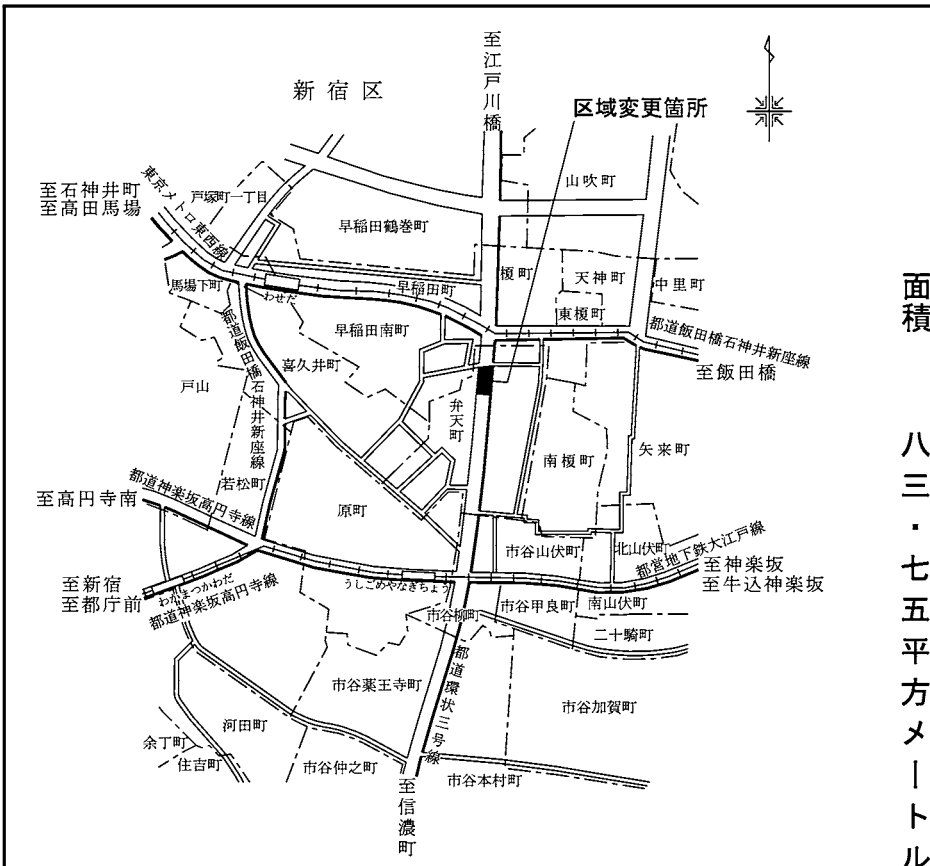 面積 八三・七五平方メートル
新宿区
至江戸川橋
区域変更箇所
山吹町
至石神井町
至高田馬場
東京メトロ東西線
戸塚町一丁目
早稲田鶴巻町
榎町
天神町
中里町
馬場下町
わせだ
早稲田町
東榎町
都道飯田橋石神井新座線
至飯田橋
早稲田南町
都道飯田橋石神井新座線
喜久井町
戸山
弁天町
南榎町
矢来町
若松町
都道神楽坂高円寺線
至高円寺南
原町
市谷山伏町
北山伏町
都営地下鉄大江戸線
至神楽坂
至牛込神楽坂
至新宿
至都庁前
わかまつかわだ
都道神楽坂高円寺線
うしごめやなぎちょう
市谷柳町
市谷甲良町
南山伏町
二十騎町
市谷薬王寺町
都道環状三号線
市谷加賀町
河田町
余丁町
住吉町
市谷仲之町
市谷本村町
至信濃町